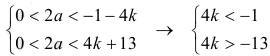 {0 < 2a < −1 − 4k → {4k < −1
{0 < 2a < 4k + 13 {4k > −13